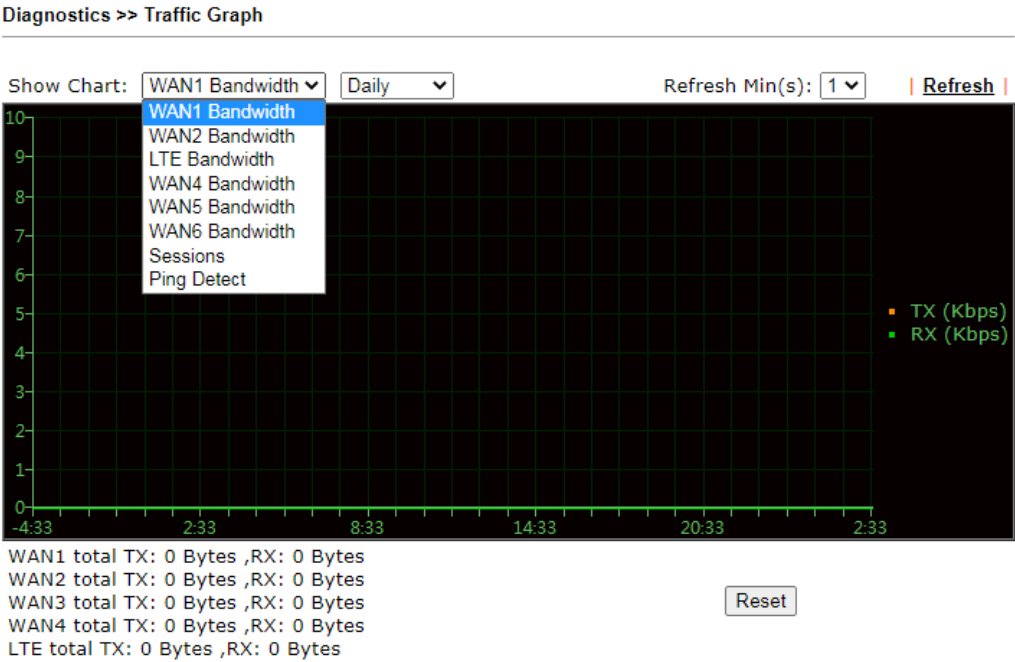 Diagnostics >> Traffic Graph
Show Chart: WAN1 Bandwidth Daily Refresh Min(s): 1 | Refresh |
WAN1 Bandwidth
WAN2 Bandwidth
LTE Bandwidth
WAN4 Bandwidth
WAN5 Bandwidth
WAN6 Bandwidth
Sessions
Ping Detect
10
9
8
7
6
5
4
3
2
1
0
-4:33 2:33 8:33 14:33 20:33 2:33
TX (Kbps)
RX (Kbps)
WAN1 total TX: 0 Bytes ,RX: 0 Bytes
WAN2 total TX: 0 Bytes ,RX: 0 Bytes
WAN3 total TX: 0 Bytes ,RX: 0 Bytes
WAN4 total TX: 0 Bytes ,RX: 0 Bytes
LTE total TX: 0 Bytes ,RX: 0 Bytes
Reset